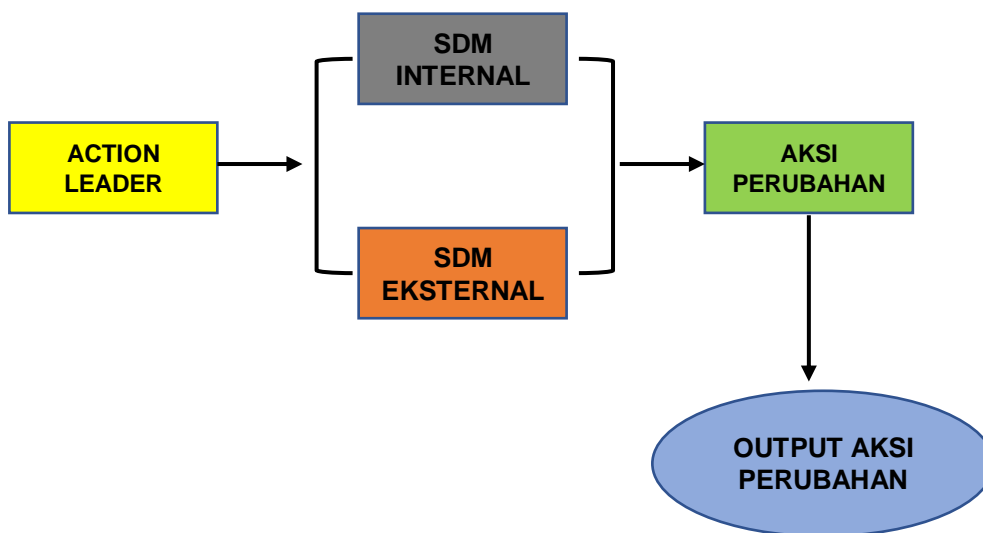 SDM
INTERNAL
ACTION
LEADER
AKSI
PERUBAHAN
SDM
EKSTERNAL
OUTPUT AKSI
PERUBAHAN